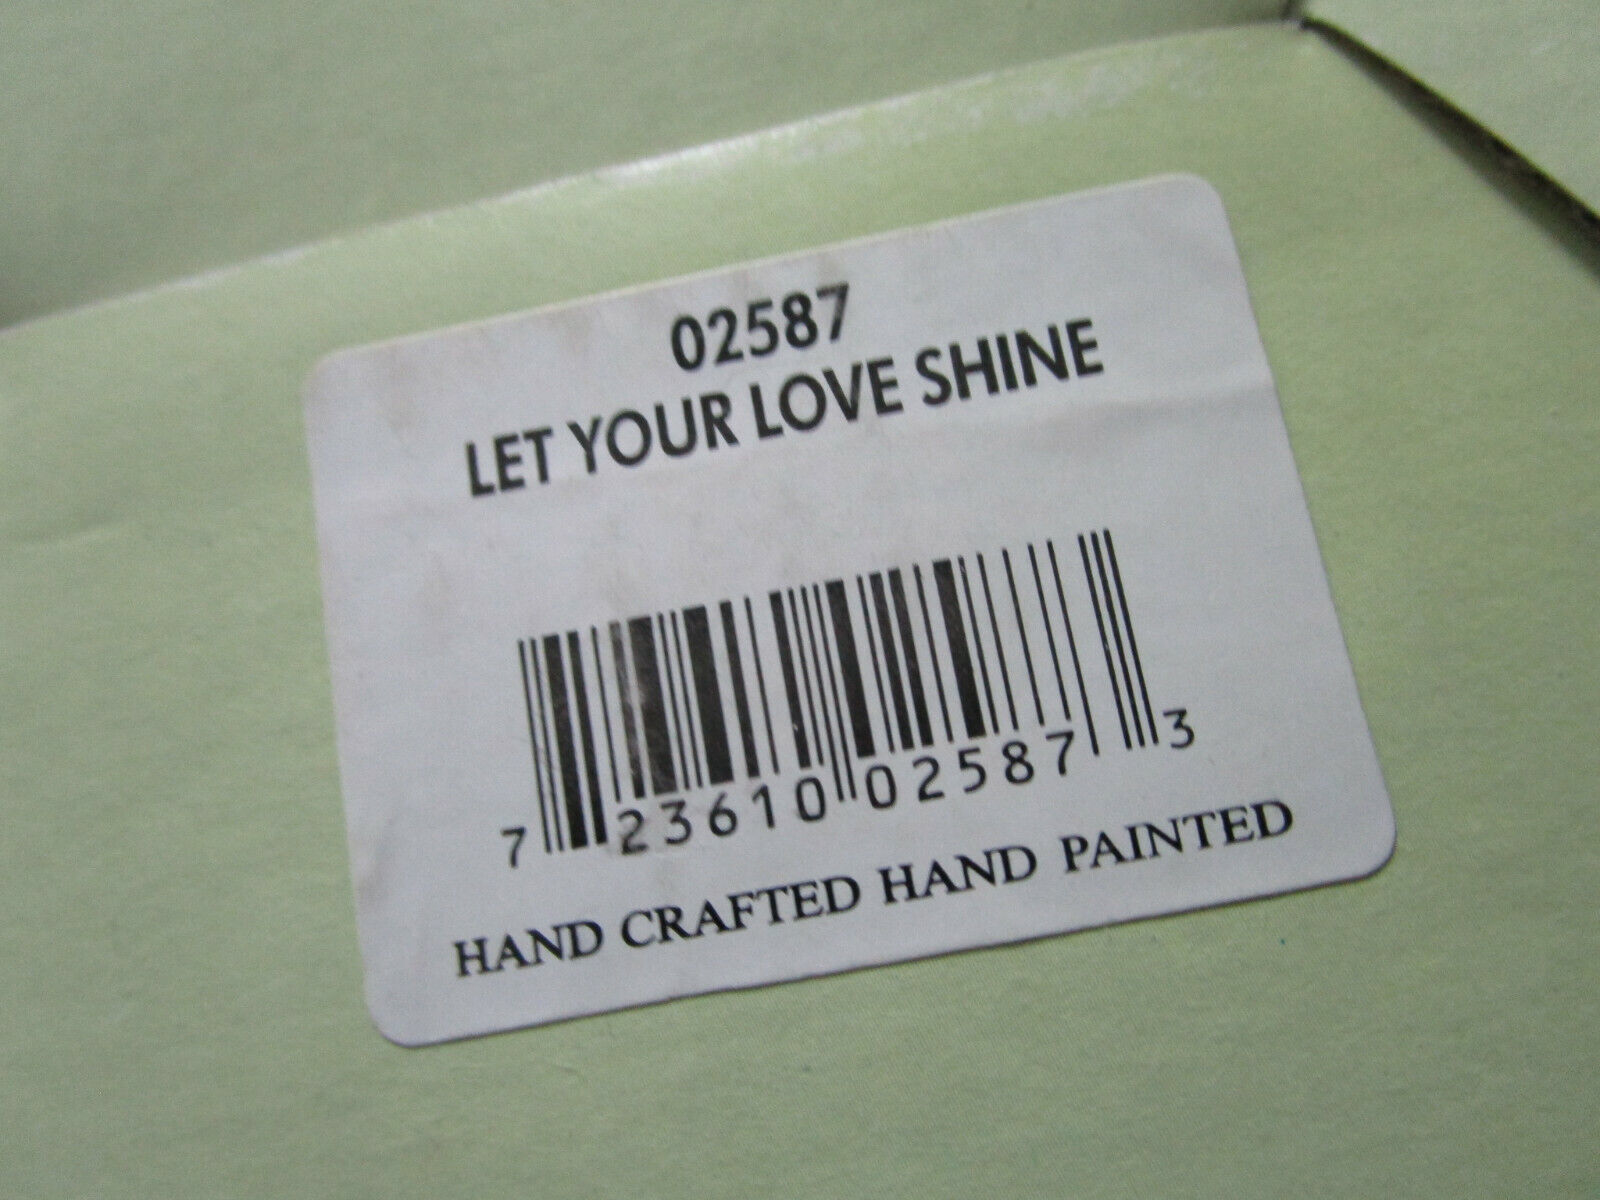 02587
LET YOUR LOVE SHINE
7 23610 02587 3
HAND CRAFTED HAND PAINTED